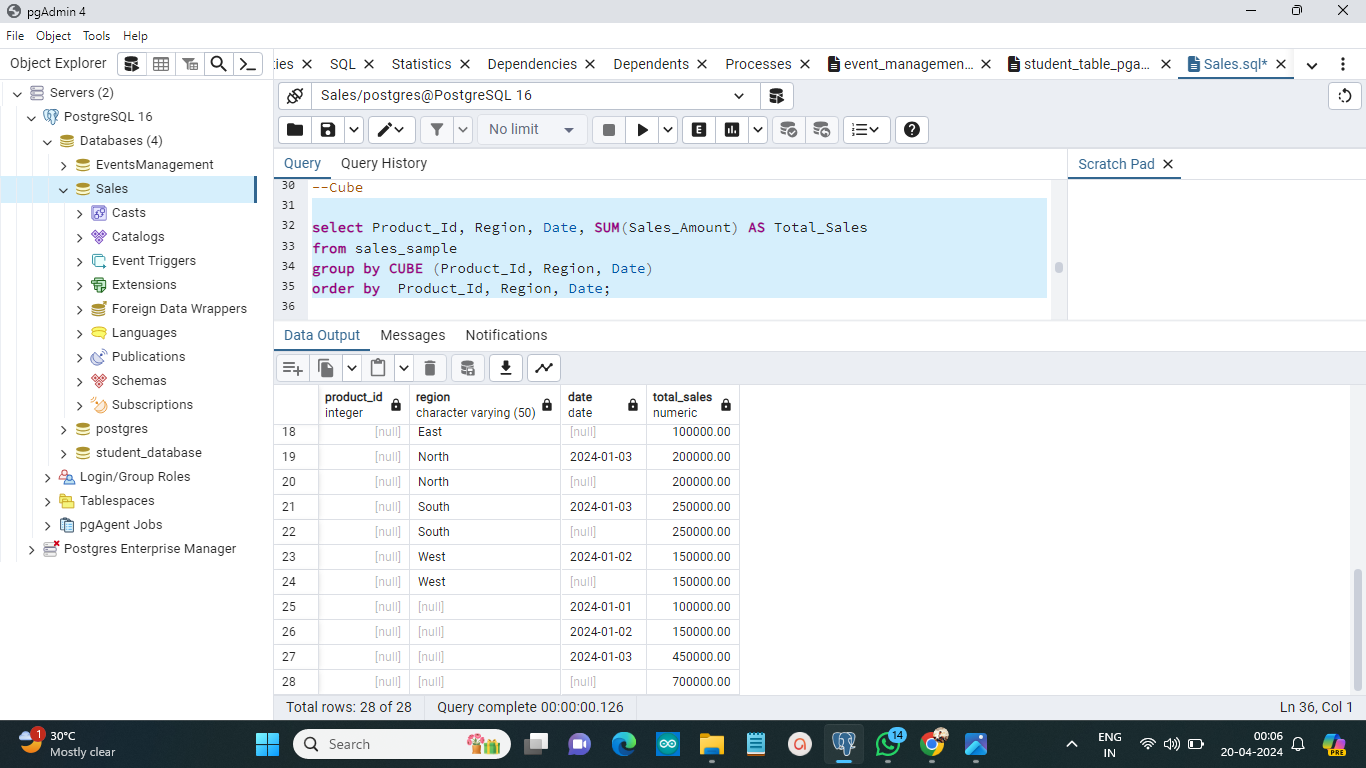 pgAdmin 4
File Object Tools Help
Object Explorer
ties SQL Statistics Dependencies Dependents Processes event_managemen... student_table_pga... Sales.sql*
Servers (2)
PostgreSQL 16
Databases (4)
EventsManagement
Sales
Casts
Catalogs
Event Triggers
Extensions
Foreign Data Wrappers
Languages
Publications
Schemas
Subscriptions
postgres
student_database
Login/Group Roles
Tablespaces
pgAgent Jobs
Postgres Enterprise Manager
Sales/postgres@PostgreSQL 16
No limit
E
Query Query History
Scratch Pad
30 --Cube
31
32 select Product_Id, Region, Date, SUM(Sales_Amount) AS Total_Sales
33 from sales_sample
34 group by CUBE (Product_Id, Region, Date)
35 order by  Product_Id, Region, Date;
36
Data Output Messages Notifications
product_id region date total_sales
integer character varying (50) date numeric
18 [null] East [null] 100000.00
19 [null] North 2024-01-03 200000.00
20 [null] North [null] 200000.00
21 [null] South 2024-01-03 250000.00
22 [null] South [null] 250000.00
23 [null] West 2024-01-02 150000.00
24 [null] West [null] 150000.00
25 [null] [null] 2024-01-01 100000.00
26 [null] [null] 2024-01-02 150000.00
27 [null] [null] 2024-01-03 450000.00
28 [null] [null] [null] 700000.00
Total rows: 28 of 28 Query complete 00:00:00.126 Ln 36, Col 1
1
30°C
Mostly clear
Search
14
ENG
IN
00:06
20-04-2024
PRE